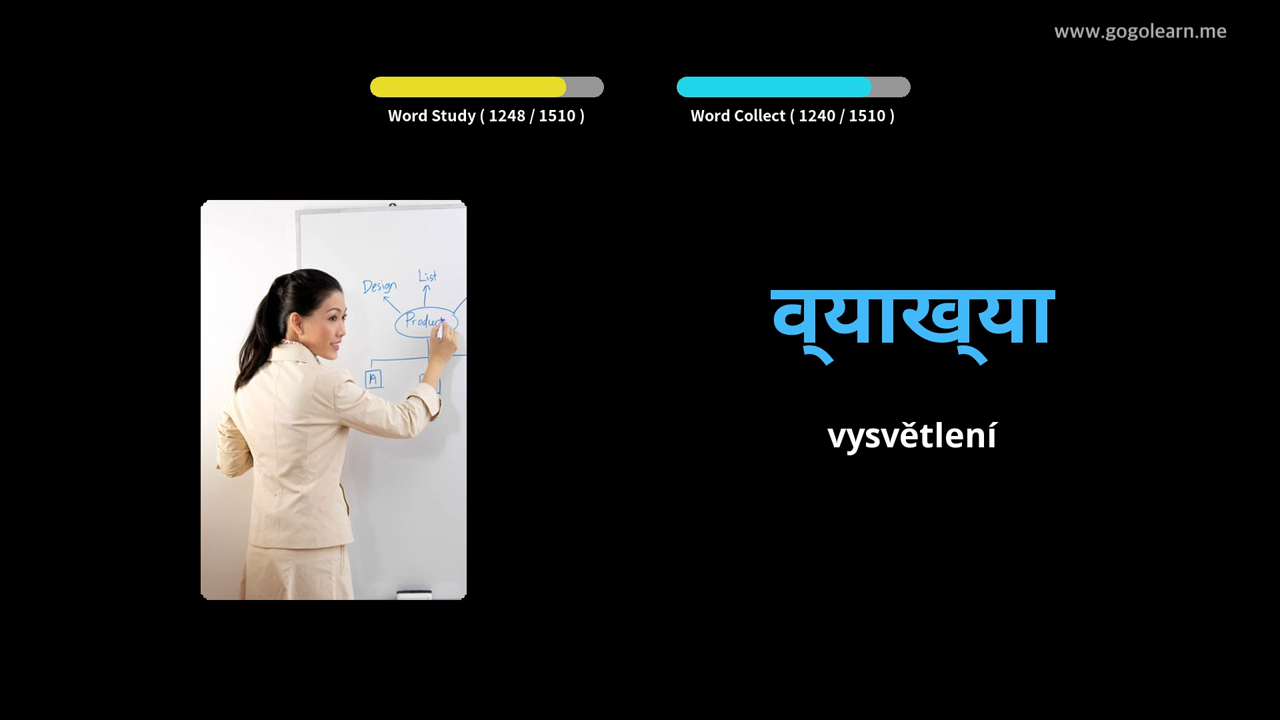 www.gogolearn.me
Word Study ( 1248 / 1510 )
Word Collect ( 1240 / 1510 )
Design
List
Product
A
व्याख्या
vysvětlení